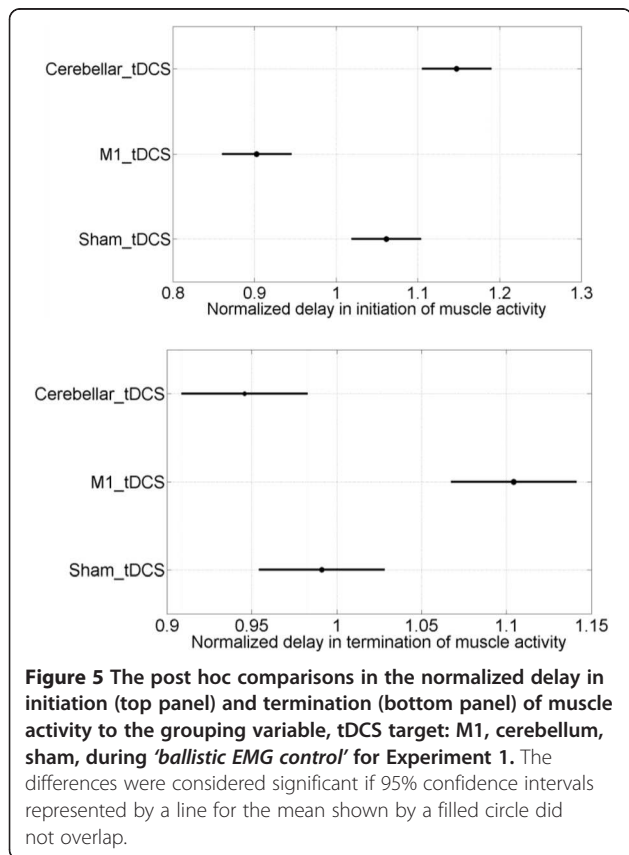 Cerebellar_tDCS
M1_tDCS
Sham_tDCS
0.8 0.9 1 1.1 1.2 1.3
Normalized delay in initiation of muscle activity
Cerebellar_tDCS
M1_tDCS
Sham_tDCS
0.9 0.95 1 1.05 1.1 1.15
Normalized delay in termination of muscle activity
Figure 5 The post hoc comparisons in the normalized delay in
initiation (top panel) and termination (bottom panel) of muscle
activity to the grouping variable, tDCS target: M1, cerebellum,
sham, during 'ballistic EMG control' for Experiment 1. The
differences were considered significant if 95% confidence intervals
represented by a line for the mean shown by a filled circle did
not overlap.